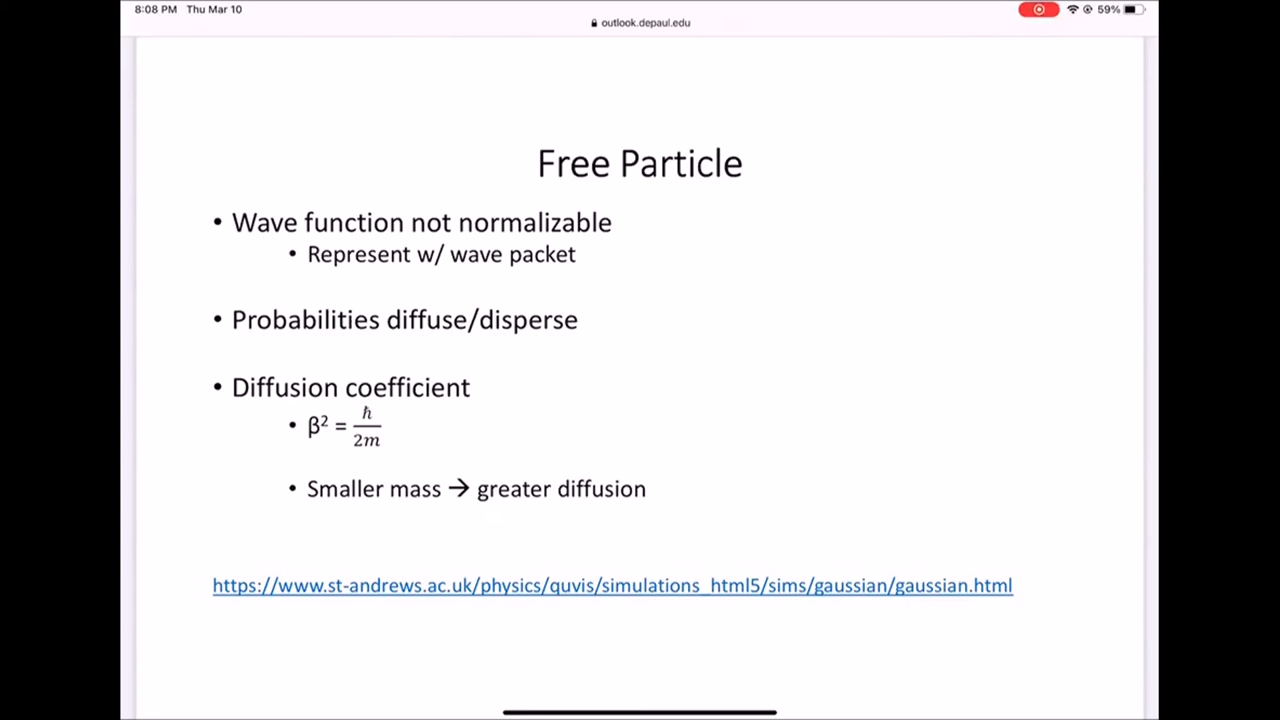 8:08 PM Thu Mar 10
59%
outlook.depaul.edu
Free Particle
• Wave function not normalizable
• Represent w/ wave packet
• Probabilities diffuse/disperse
• Diffusion coefficient
• β² = ℏ/2m
• Smaller mass → greater diffusion
https://www.st-andrews.ac.uk/physics/quvis/simulations_html5/sims/gaussian/gaussian.html